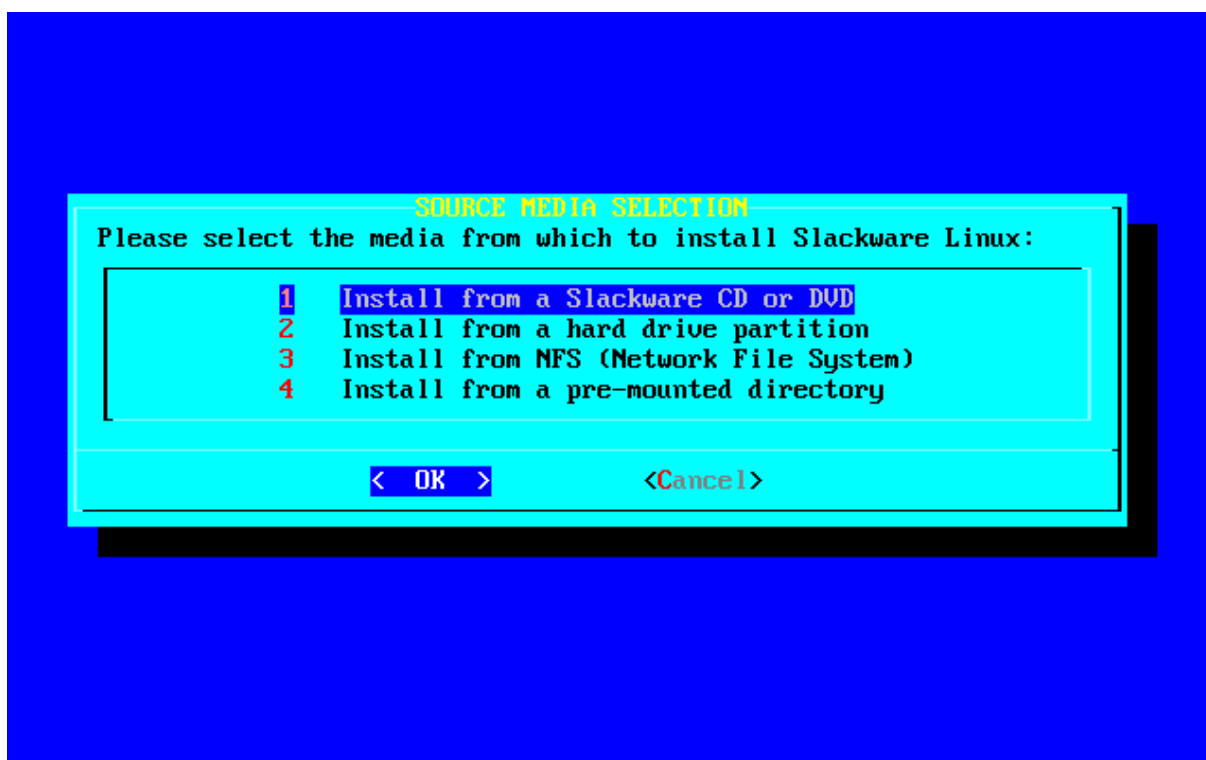 SOURCE MEDIA SELECTION
Please select the media from which to install Slackware Linux:
1 Install from a Slackware CD or DVD
2 Install from a hard drive partition
3 Install from NFS (Network File System)
4 Install from a pre-mounted directory
< OK > <Cancel>